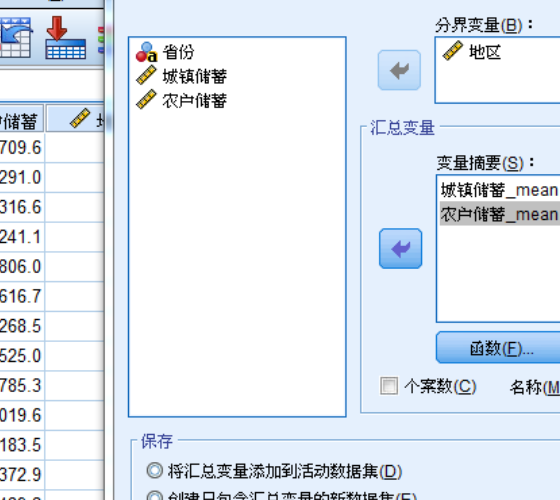 分界变量(B)：
省份
城镇储蓄
农户储蓄
地区
储蓄
709.6
291.0
316.6
241.1
806.0
616.7
268.5
525.0
785.3
019.6
183.5
372.9
汇总变量
变量摘要(S)：
城镇储蓄_mean
农户储蓄_mean
函数(F)...
个案数(C) 名称(M
保存
将汇总变量添加到活动数据集(D)
创建只包含汇总变量的新数据集(E)